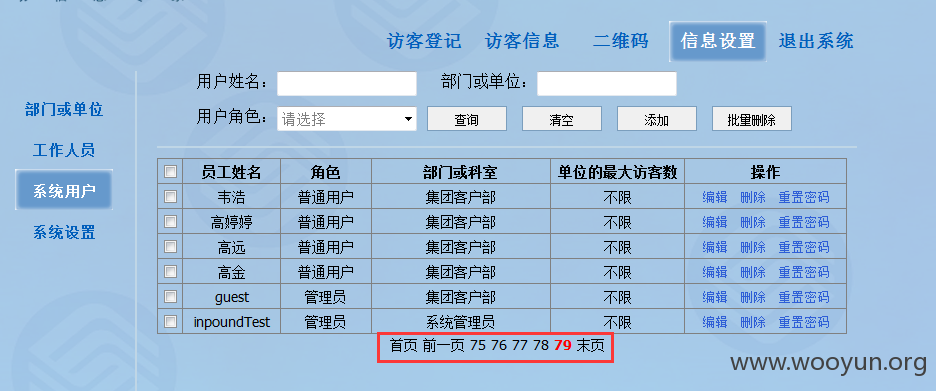 访客登记 访客信息 二维码 信息设置 退出系统
用户姓名： 部门或单位：
用户角色： 请选择 查询 清空 添加 批量删除
部门或单位
工作人员
系统用户
系统设置
员工姓名 角色 部门或科室 单位的最大访客数 操作
韦浩 普通用户 集团客户部 不限 编辑 删除 重置密码
高婷婷 普通用户 集团客户部 不限 编辑 删除 重置密码
高远 普通用户 集团客户部 不限 编辑 删除 重置密码
高金 普通用户 集团客户部 不限 编辑 删除 重置密码
guest 管理员 集团客户部 不限 编辑 删除 重置密码
inpoundTest 管理员 系统管理员 不限 编辑 删除 重置密码
首页 前一页 75 76 77 78 79 末页
www.wooyun.org